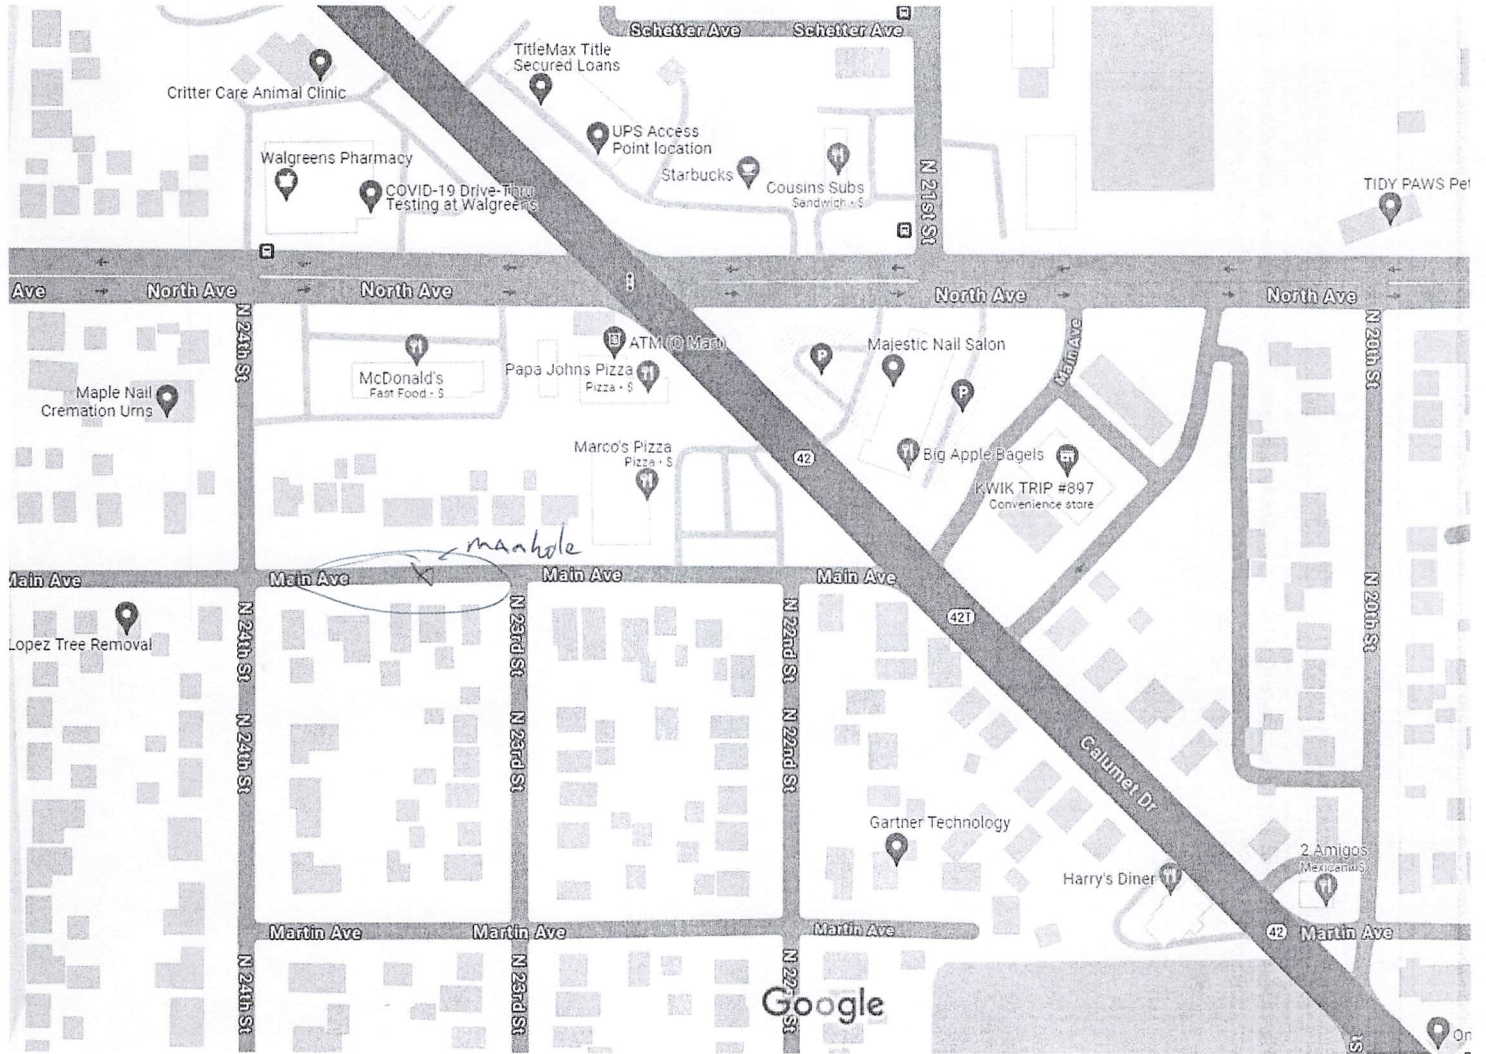 Schetter Ave
Schetter Ave
TitleMax Title
Secured Loans
Critter Care Animal Clinic
UPS Access
Point location
Walgreens Pharmacy
COVID-19 Drive-Thru
Testing at Walgreens
Starbucks
Cousins Subs
Sandwich • $
N 21st St
TIDY PAWS Pet
Ave
North Ave
North Ave
North Ave
North Ave
N 24th St
McDonald's
Fast Food • $
ATM (Q Mart)
Papa Johns Pizza
Pizza • $
P
Majestic Nail Salon
P
Main Ave
N 20th St
Maple Nail
Cremation Urns
Marco's Pizza
Pizza • $
42
Big Apple Bagels
KWIK TRIP #897
Convenience store
manhole
Main Ave
Main Ave
Main Ave
Main Ave
Lopez Tree Removal
N 24th St
N 23rd St
N 22nd St
421
N 20th St
N 24th St
N 23rd St
N 22nd St
Calumet Dr
Gartner Technology
Harry's Diner
2 Amigos
Mexican • $
Martin Ave
Martin Ave
Martin Ave
42
Martin Ave
N 24th St
N 23rd St
N 22nd St
Google
St
On